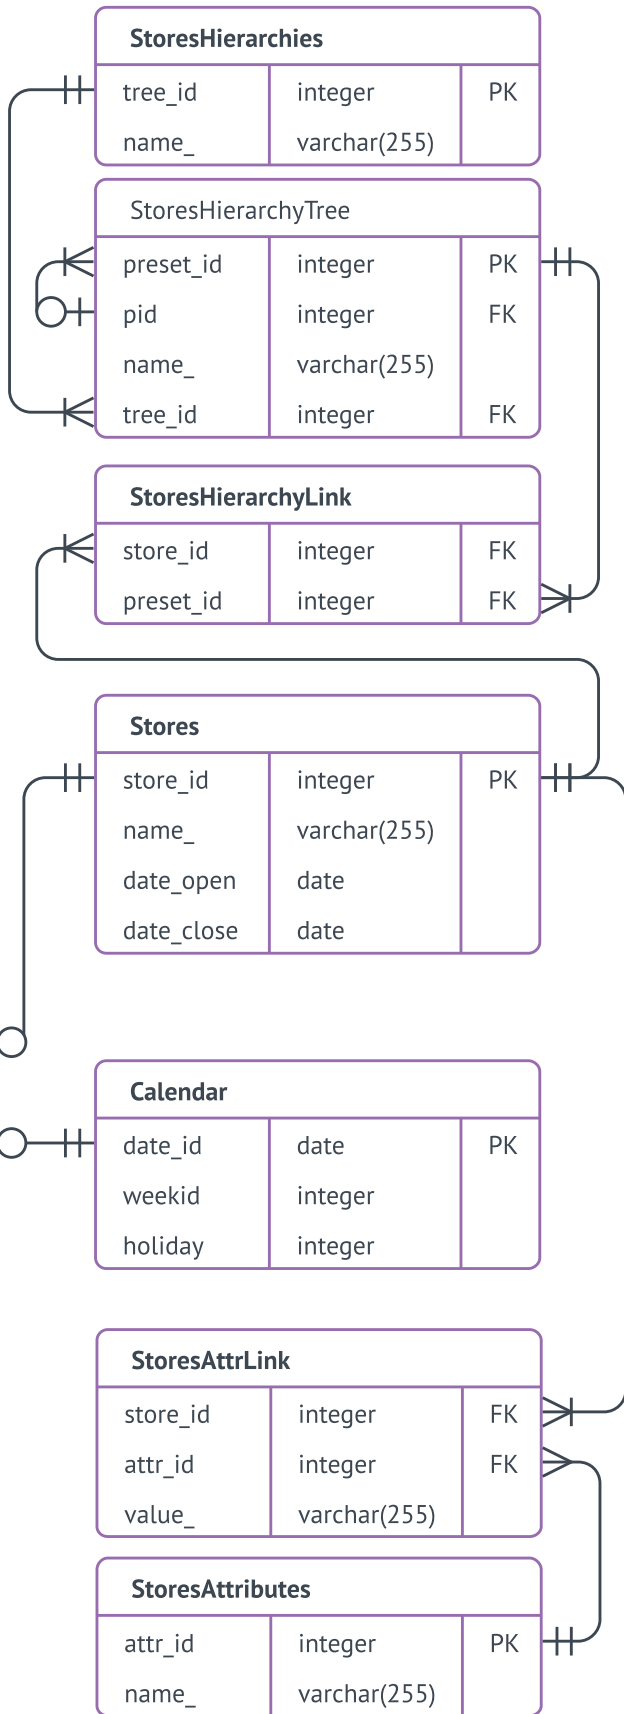 StoresHierarchies
tree_id integer PK
name_ varchar(255)
StoresHierarchyTree
preset_id integer PK
pid integer FK
name_ varchar(255)
tree_id integer FK
StoresHierarchyLink
store_id integer FK
preset_id integer FK
Stores
store_id integer PK
name_ varchar(255)
date_open date
date_close date
Calendar
date_id date PK
weekid integer
holiday integer
StoresAttrLink
store_id integer FK
attr_id integer FK
value_ varchar(255)
StoresAttributes
attr_id integer PK
name_ varchar(255)